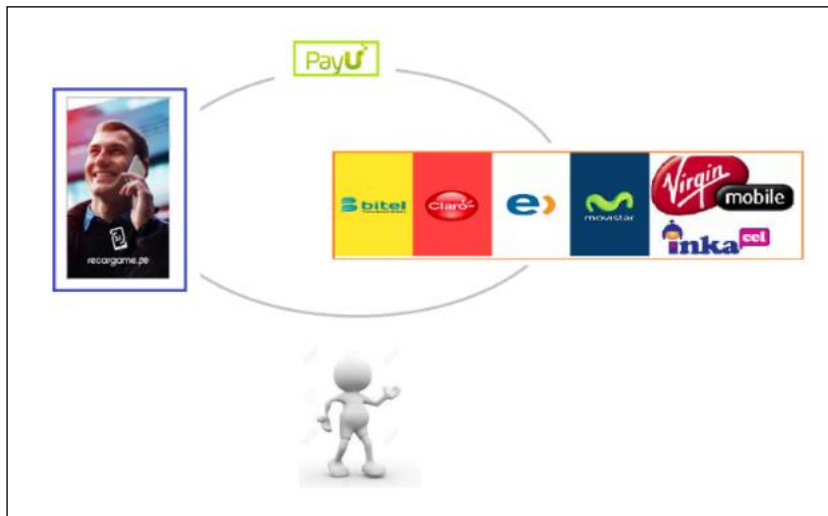 PayU
bitel
Claro
e)
movistar
Virgin
mobile
inka cel
S/
recargame.pe